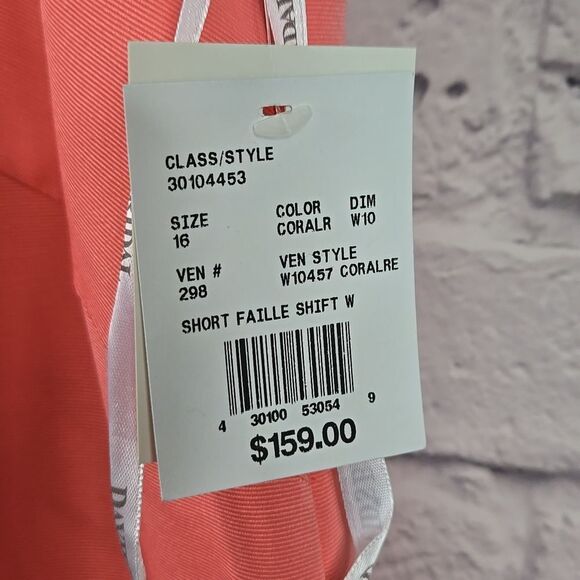 CLASS/STYLE
30104453
SIZE COLOR DIM
16 CORALR W10
VEN # VEN STYLE
298 W10457 CORALRE
SHORT FAILLE SHIFT W
4 30100 53054 9
$159.00